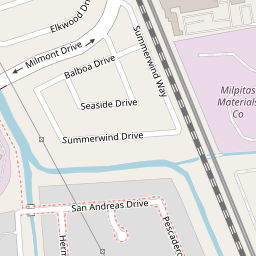 Elkwood Dri
Summerwind Way
Milmont Drive
Balboa Drive
Seaside Drive
Milpitas
Materials
Co
Summerwind Drive
San Andreas Drive
Herm
Pescadero